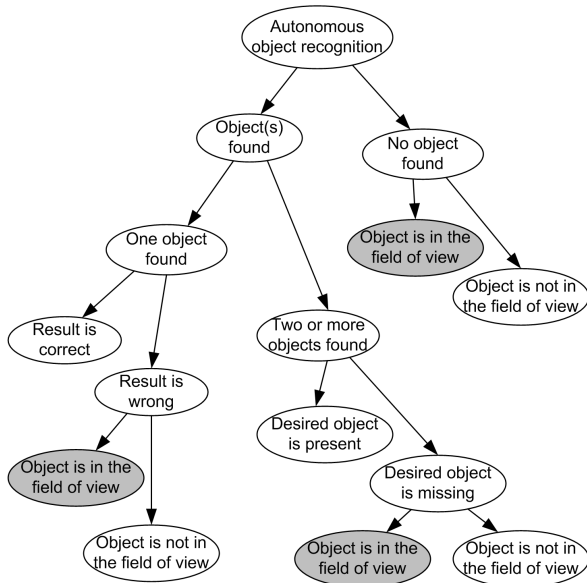 Autonomous
object recognition
Object(s)
found
No object
found
One object
found
Object is in the
field of view
Object is not in
the field of view
Result is
correct
Two or more
objects found
Result is
wrong
Desired object
is present
Object is in the
field of view
Desired object
is missing
Object is not in
the field of view
Object is in the
field of view
Object is not in
the field of view